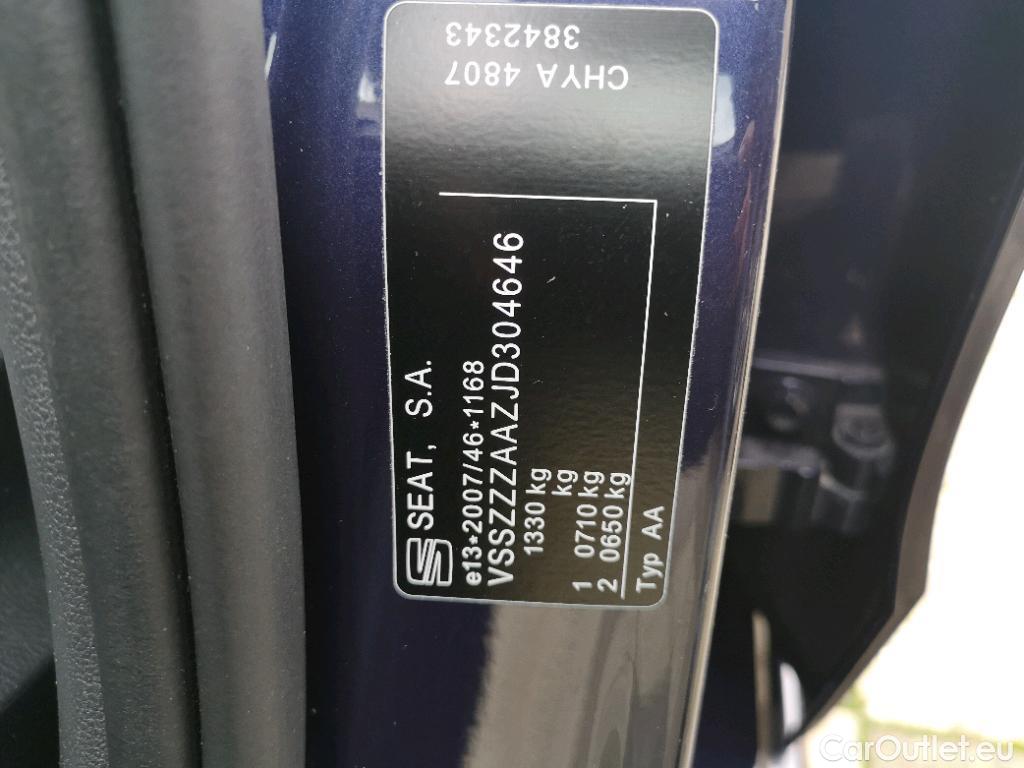 SEAT, S.A.
e13*2007/46*1168
VSSZZZAAZJD304646
1330 kg
kg
1 0710 kg
2 0650 kg
Typ AA
CHYA 4807
3842343
CarOutlet.eu